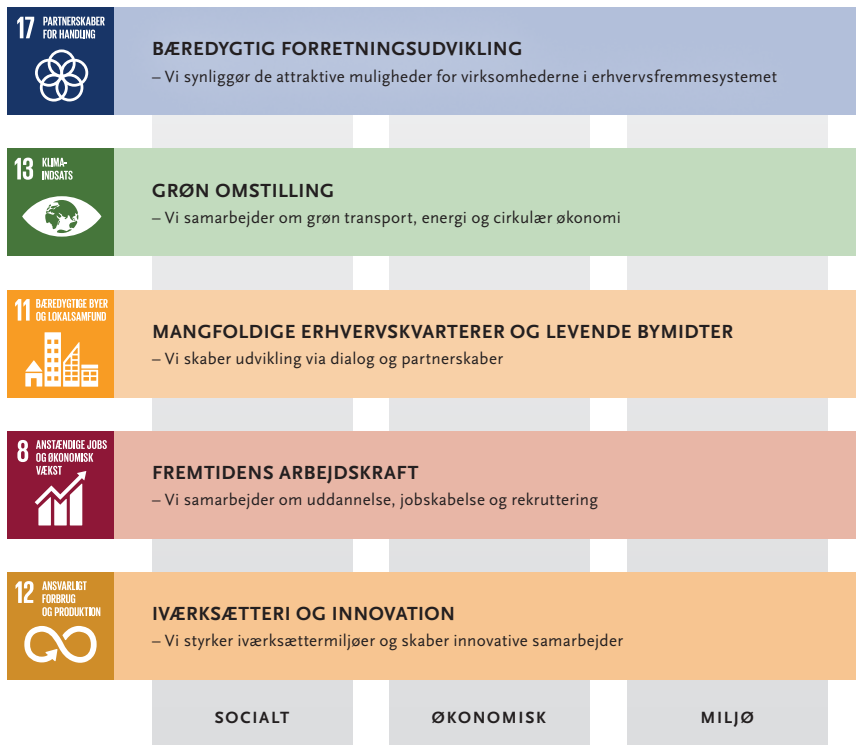 17 PARTNERSKABER
FOR HANDLING
BÆREDYGTIG FORRETNINGSUDVIKLING
– Vi synliggør de attraktive muligheder for virksomhederne i erhvervsfremmesystemet
13 KLIMA-
INDSATS
GRØN OMSTILLING
– Vi samarbejder om grøn transport, energi og cirkulær økonomi
11 BÆREDYGTIGE BYER
OG LOKALSAMFUND
MANGFOLDIGE ERHVERVSKVARTERER OG LEVENDE BYMIDTER
– Vi skaber udvikling via dialog og partnerskaber
8 ANSTÆNDIGE JOBS
OG ØKONOMISK
VÆKST
FREMTIDENS ARBEJDSKRAFT
– Vi samarbejder om uddannelse, jobskabelse og rekruttering
12 ANSVARLIGT
FORBRUG
OG PRODUKTION
IVÆRKSÆTTERI OG INNOVATION
– Vi styrker iværksættermiljøer og skaber innovative samarbejder
SOCIALT ØKONOMISK MILJØ